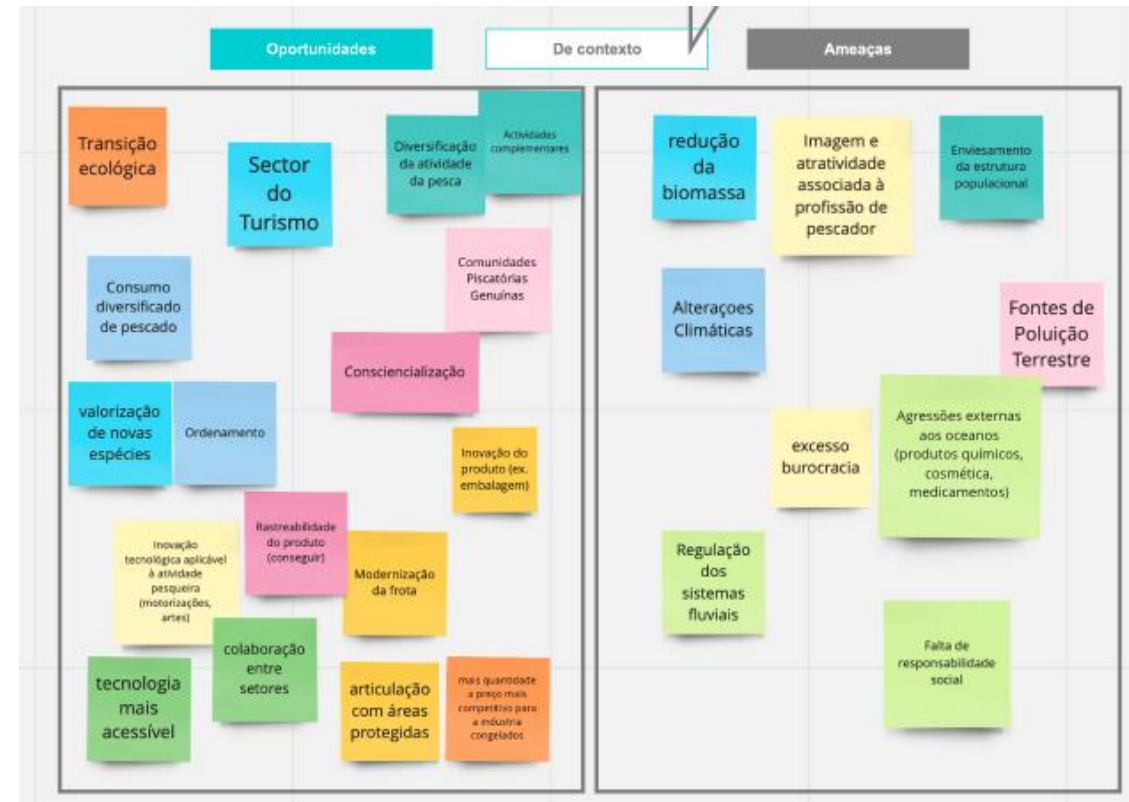 Oportunidades
De contexto
Ameaças
Transição
ecológica
Sector
do
Turismo
Diversificação
da atividade
da pesca
Actividades
complementares
Consumo
diversificado
de pescado
Comunidades
Piscatórias
Genuínas
Consciencialização
valorização
de novas
espécies
Ordenamento
Inovação do
produto (ex.
embalagem)
Inovação
tecnológica aplicável
à atividade
pesqueira
(motorizações,
artes)
Rastreabilidade
do produto
(conseguir)
Modernização
da frota
colaboração
entre
setores
tecnologia
mais
acessível
articulação
com áreas
protegidas
mais quantidade
a preço mais
competitivo para
a industria
congelados
redução
da
biomassa
Imagem e
atratividade
associada à
profissão de
pescador
Enviesamento
da estrutura
populacional
Alteraçoes
Climáticas
Fontes de
Poluição
Terrestre
excesso
burocracia
Agressões externas
aos oceanos
(produtos químicos,
cosmética,
medicamentos)
Regulação
dos
sistemas
fluviais
Falta de
responsabilidade
social